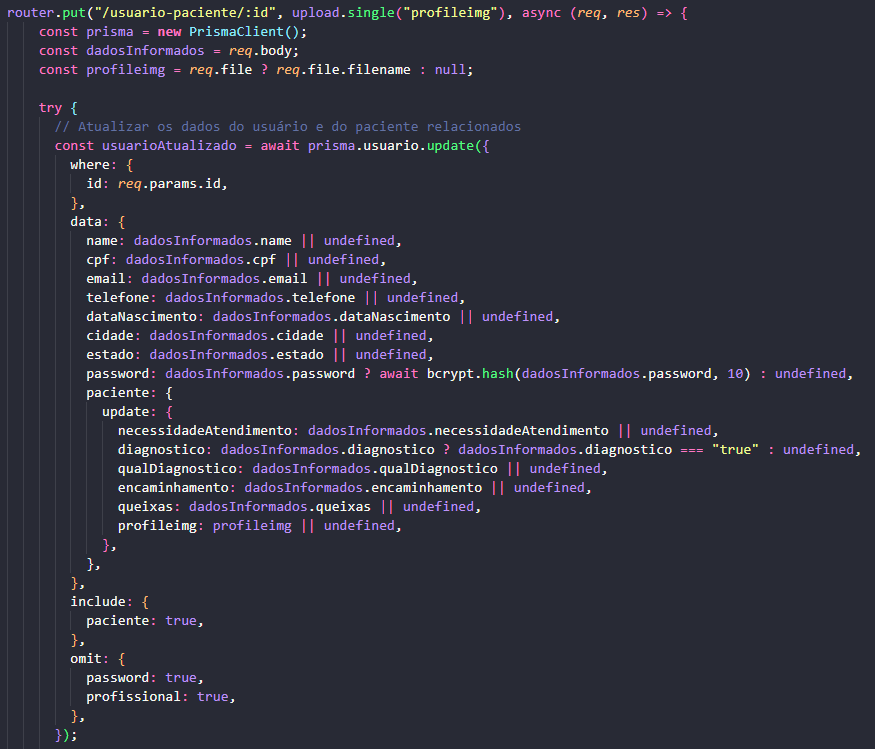 router.put("/usuario-paciente/:id", upload.single("profileimg"), async (req, res) => {
const prisma = new PrismaClient();
const dadosInformados = req.body;
const profileimg = req.file ? req.file.filename : null;
try {
// Atualizar os dados do usuário e do paciente relacionados
const usuarioAtualizado = await prisma.usuario.update({
where: {
id: req.params.id,
},
data: {
name: dadosInformados.name || undefined,
cpf: dadosInformados.cpf || undefined,
email: dadosInformados.email || undefined,
telefone: dadosInformados.telefone || undefined,
dataNascimento: dadosInformados.dataNascimento || undefined,
cidade: dadosInformados.cidade || undefined,
estado: dadosInformados.estado || undefined,
password: dadosInformados.password ? await bcrypt.hash(dadosInformados.password, 10) : undefined,
paciente: {
update: {
necessidadeAtendimento: dadosInformados.necessidadeAtendimento || undefined,
diagnostico: dadosInformados.diagnostico ? dadosInformados.diagnostico === "true" : undefined,
qualDiagnostico: dadosInformados.qualDiagnostico || undefined,
encaminhamento: dadosInformados.encaminhamento || undefined,
queixas: dadosInformados.queixas || undefined,
profileimg: profileimg || undefined,
},
},
},
include: {
paciente: true,
},
omit: {
password: true,
profissional: true,
},
});